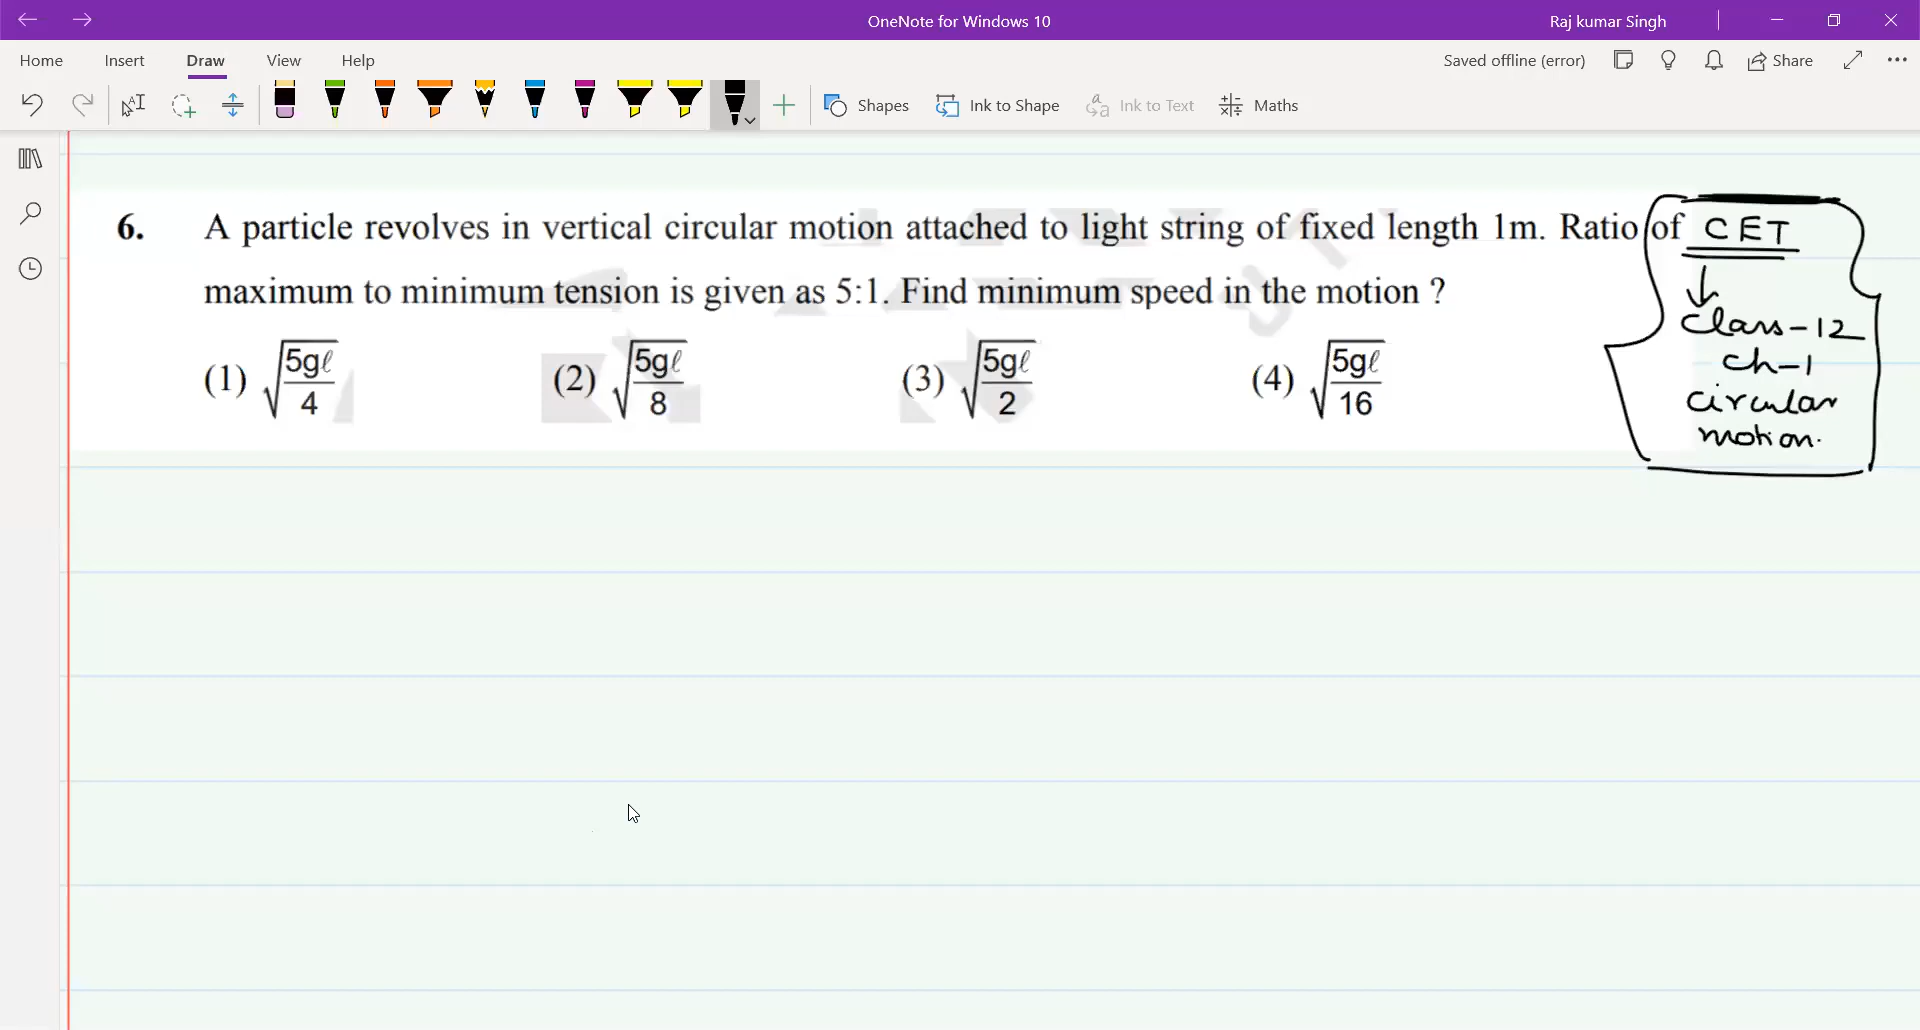 OneNote for Windows 10
Raj kumar Singh
Home Insert Draw View Help
Saved offline (error)
Share
Shapes
Ink to Shape
Ink to Text
Maths
6. A particle revolves in vertical circular motion attached to light string of fixed length 1m. Ratio of
maximum to minimum tension is given as 5:1. Find minimum speed in the motion ?
(1) √(5gℓ/4) (2) √(5gℓ/8) (3) √(5gℓ/2) (4) √(5gℓ/16)
CET
Class-12
ch-1
circular
motion.